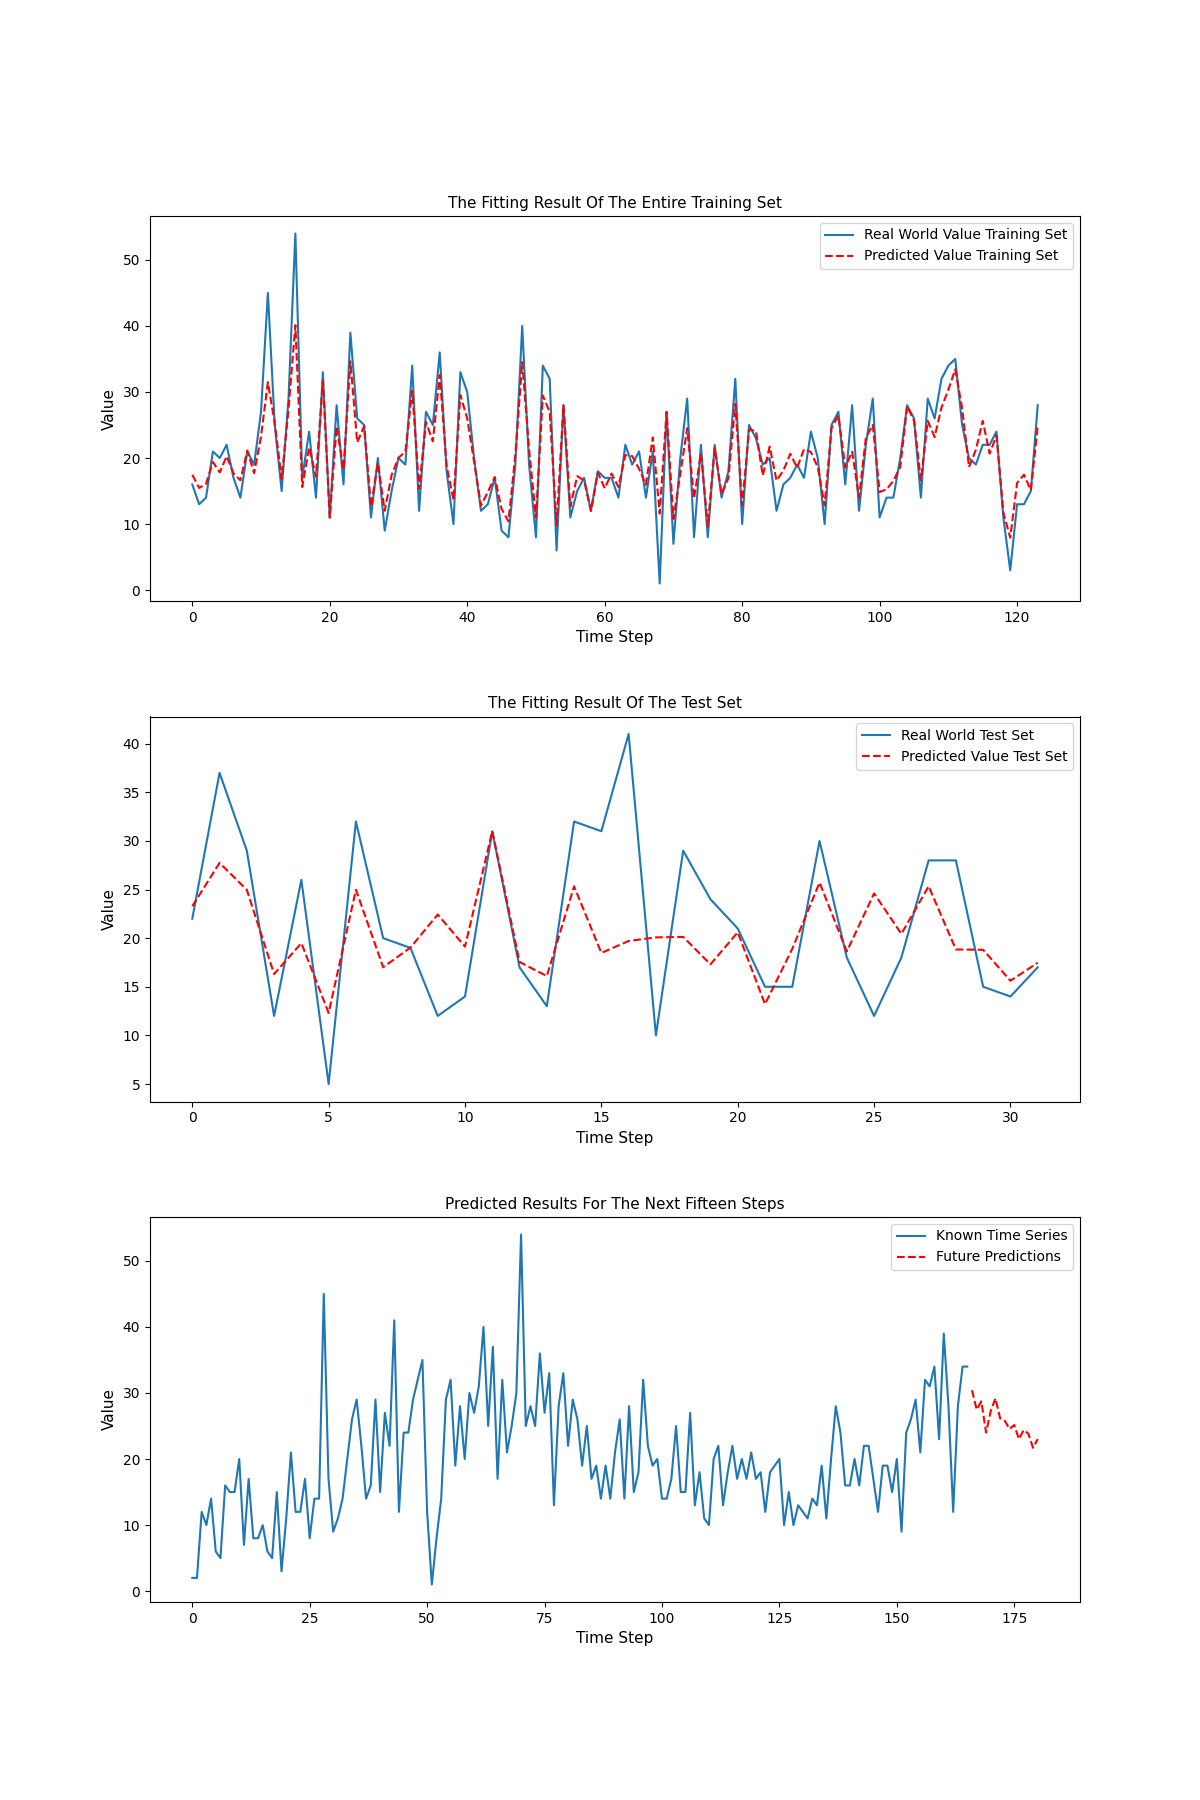 The Fitting Result Of The Entire Training Set
Real World Value Training Set
Predicted Value Training Set
Value
50
40
30
20
10
0
0 20 40 60 80 100 120
Time Step
The Fitting Result Of The Test Set
Real World Test Set
Predicted Value Test Set
Value
40
35
30
25
20
15
10
5
0 5 10 15 20 25 30
Time Step
Predicted Results For The Next Fifteen Steps
Known Time Series
Future Predictions
Value
50
40
30
20
10
0
0 25 50 75 100 125 150 175
Time Step